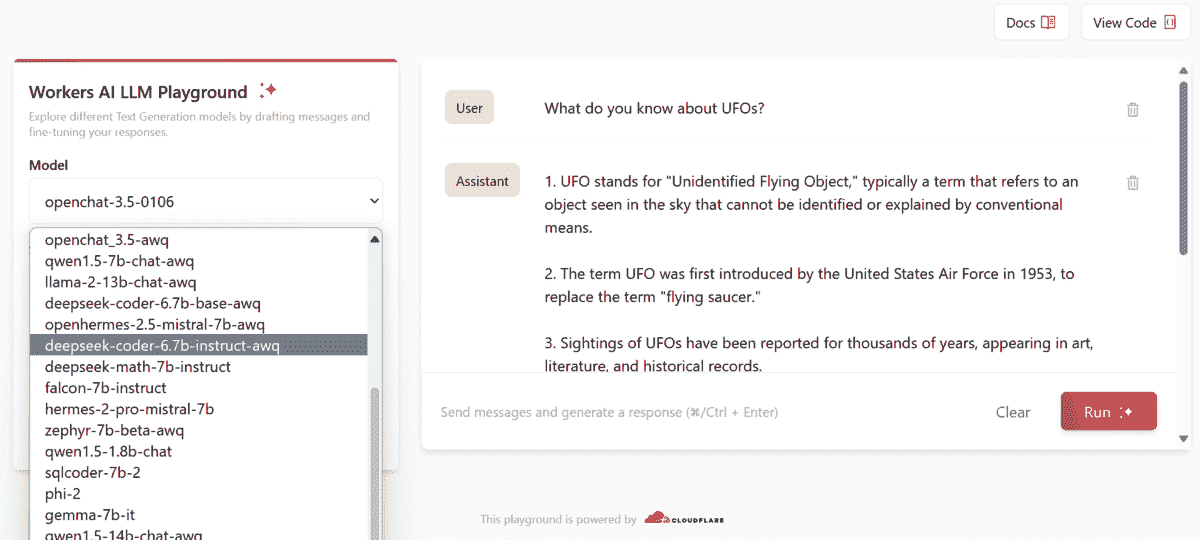 Docs
View Code
Workers AI LLM Playground
Explore different Text Generation models by drafting messages and
fine-tuning your responses.
Model
openchat-3.5-0106
openchat_3.5-awq
qwen1.5-7b-chat-awq
llama-2-13b-chat-awq
deepseek-coder-6.7b-base-awq
openhermes-2.5-mistral-7b-awq
deepseek-coder-6.7b-instruct-awq
deepseek-math-7b-instruct
falcon-7b-instruct
hermes-2-pro-mistral-7b
zephyr-7b-beta-awq
qwen1.5-1.8b-chat
sqlcoder-7b-2
phi-2
gemma-7b-it
qwen1.5-14b-chat-awq
User
What do you know about UFOs?
Assistant
1. UFO stands for "Unidentified Flying Object," typically a term that refers to an
object seen in the sky that cannot be identified or explained by conventional
means.
2. The term UFO was first introduced by the United States Air Force in 1953, to
replace the term "flying saucer."
3. Sightings of UFOs have been reported for thousands of years, appearing in art,
literature, and historical records.
Send messages and generate a response (⌘/Ctrl + Enter)
Clear
Run
This playground is powered by CLOUDFLARE